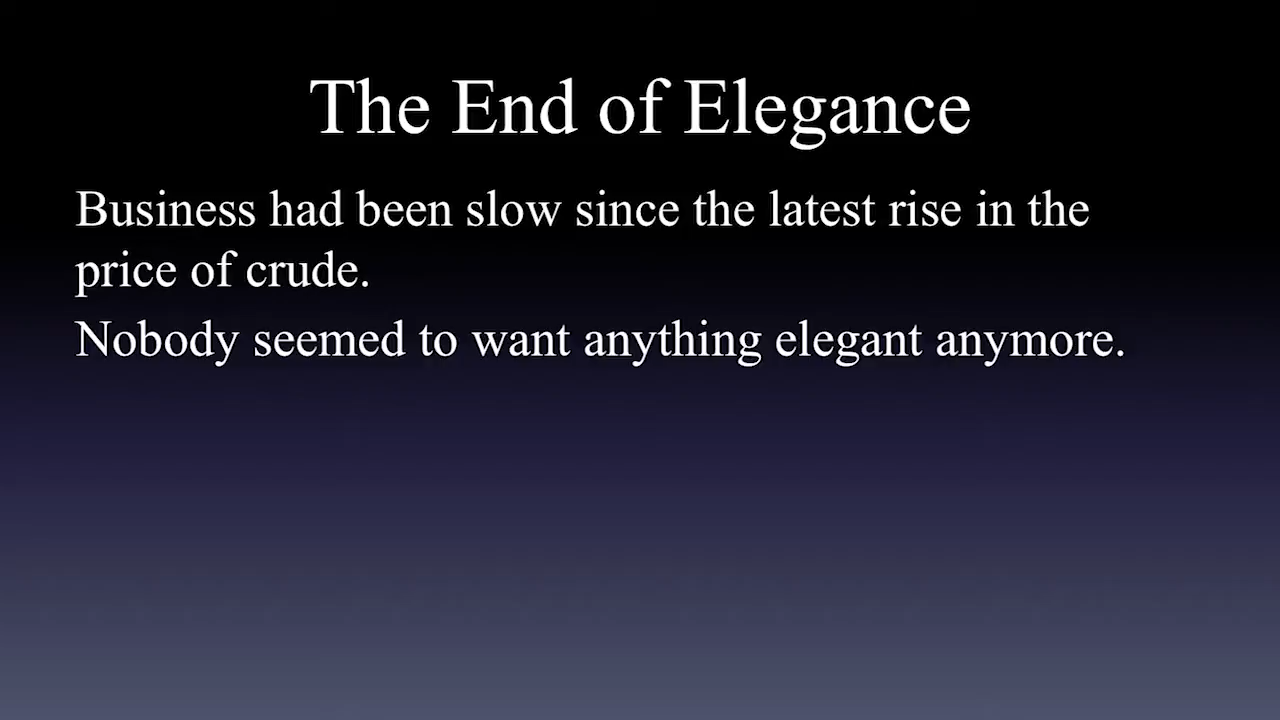 The End of Elegance
Business had been slow since the latest rise in the
price of crude.
Nobody seemed to want anything elegant anymore.